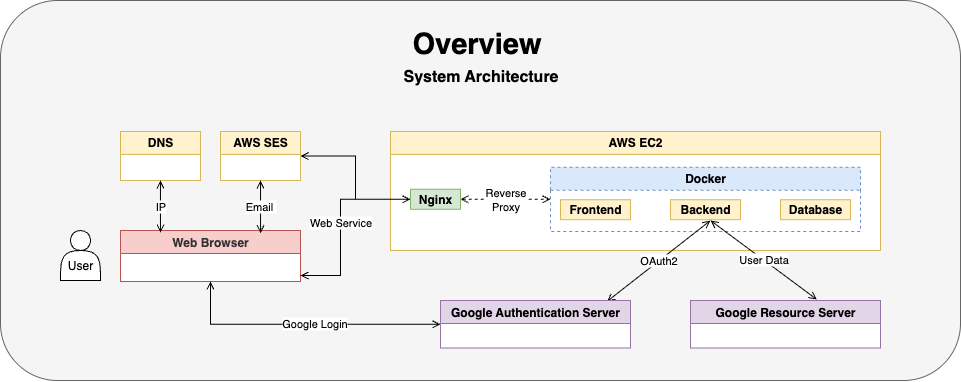 Overview
System Architecture
DNS
AWS SES
AWS EC2
Docker
Nginx
Reverse
Proxy
Frontend
Backend
Database
IP
Email
Web Service
Web Browser
User
OAuth2
User Data
Google Login
Google Authentication Server
Google Resource Server